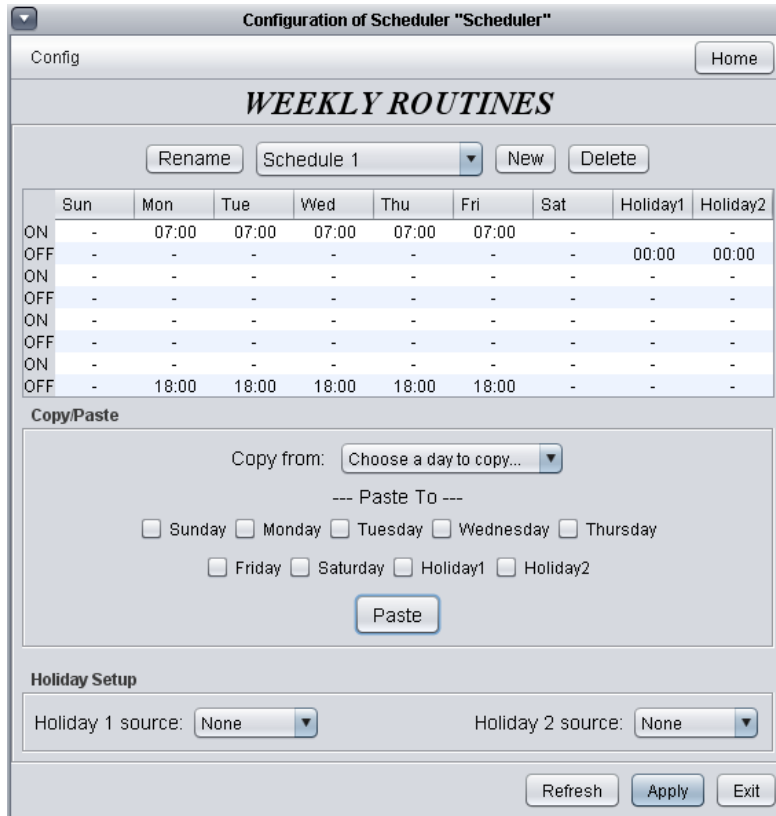 Configuration of Scheduler "Scheduler"
Config Home
WEEKLY ROUTINES
Rename Schedule 1 New Delete
Sun Mon Tue Wed Thu Fri Sat Holiday1 Holiday2
ON - 07:00 07:00 07:00 07:00 07:00 - - -
OFF - - - - - - - 00:00 00:00
ON - - - - - - - - -
OFF - - - - - - - - -
ON - - - - - - - - -
OFF - - - - - - - - -
ON - - - - - - - - -
OFF - 18:00 18:00 18:00 18:00 18:00 - - -
Copy/Paste
Copy from: Choose a day to copy...
--- Paste To ---
Sunday Monday Tuesday Wednesday Thursday
Friday Saturday Holiday1 Holiday2
Paste
Holiday Setup
Holiday 1 source: None Holiday 2 source: None
Refresh Apply Exit